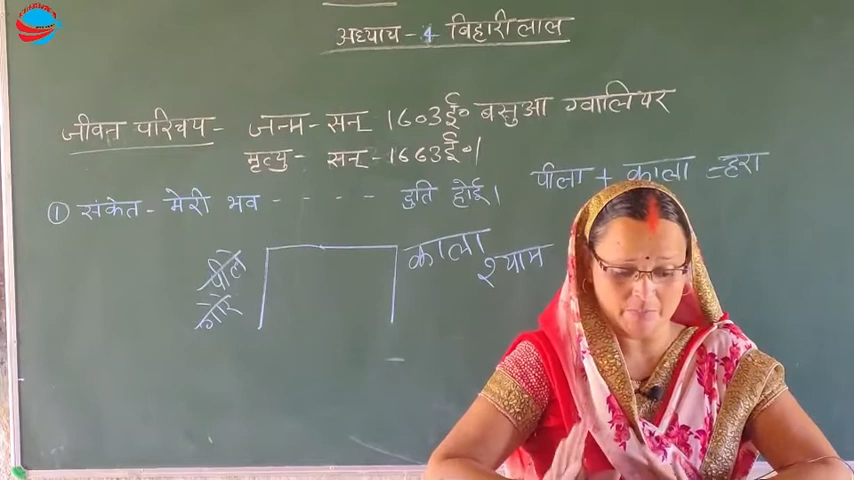 अध्याय - 4 बिहारीलाल
जीवन परिचय - जन्म - सन् 1603 ई० बसुआ ग्वालियर
मृत्यु - सन् - 1663 ई०।
① संकेत - मेरी भव - - - - - दुति होई।
पीला + काला = हरा
पीले
गोरे
काला
श्याम